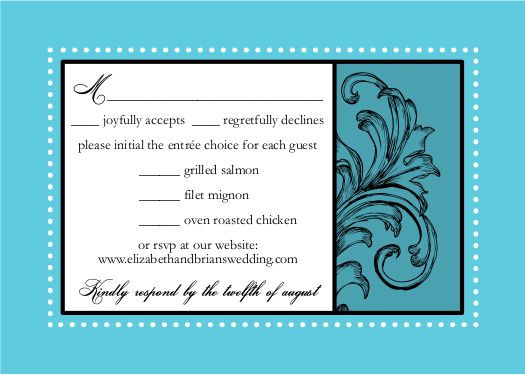 M______________________________
____ joyfully accepts ____ regretfully declines
please initial the entrée choice for each guest
______ grilled salmon
______ filet mignon
______ oven roasted chicken
or rsvp at our website:
www.elizabethandbrianswedding.com
Kindly respond by the twelfth of august